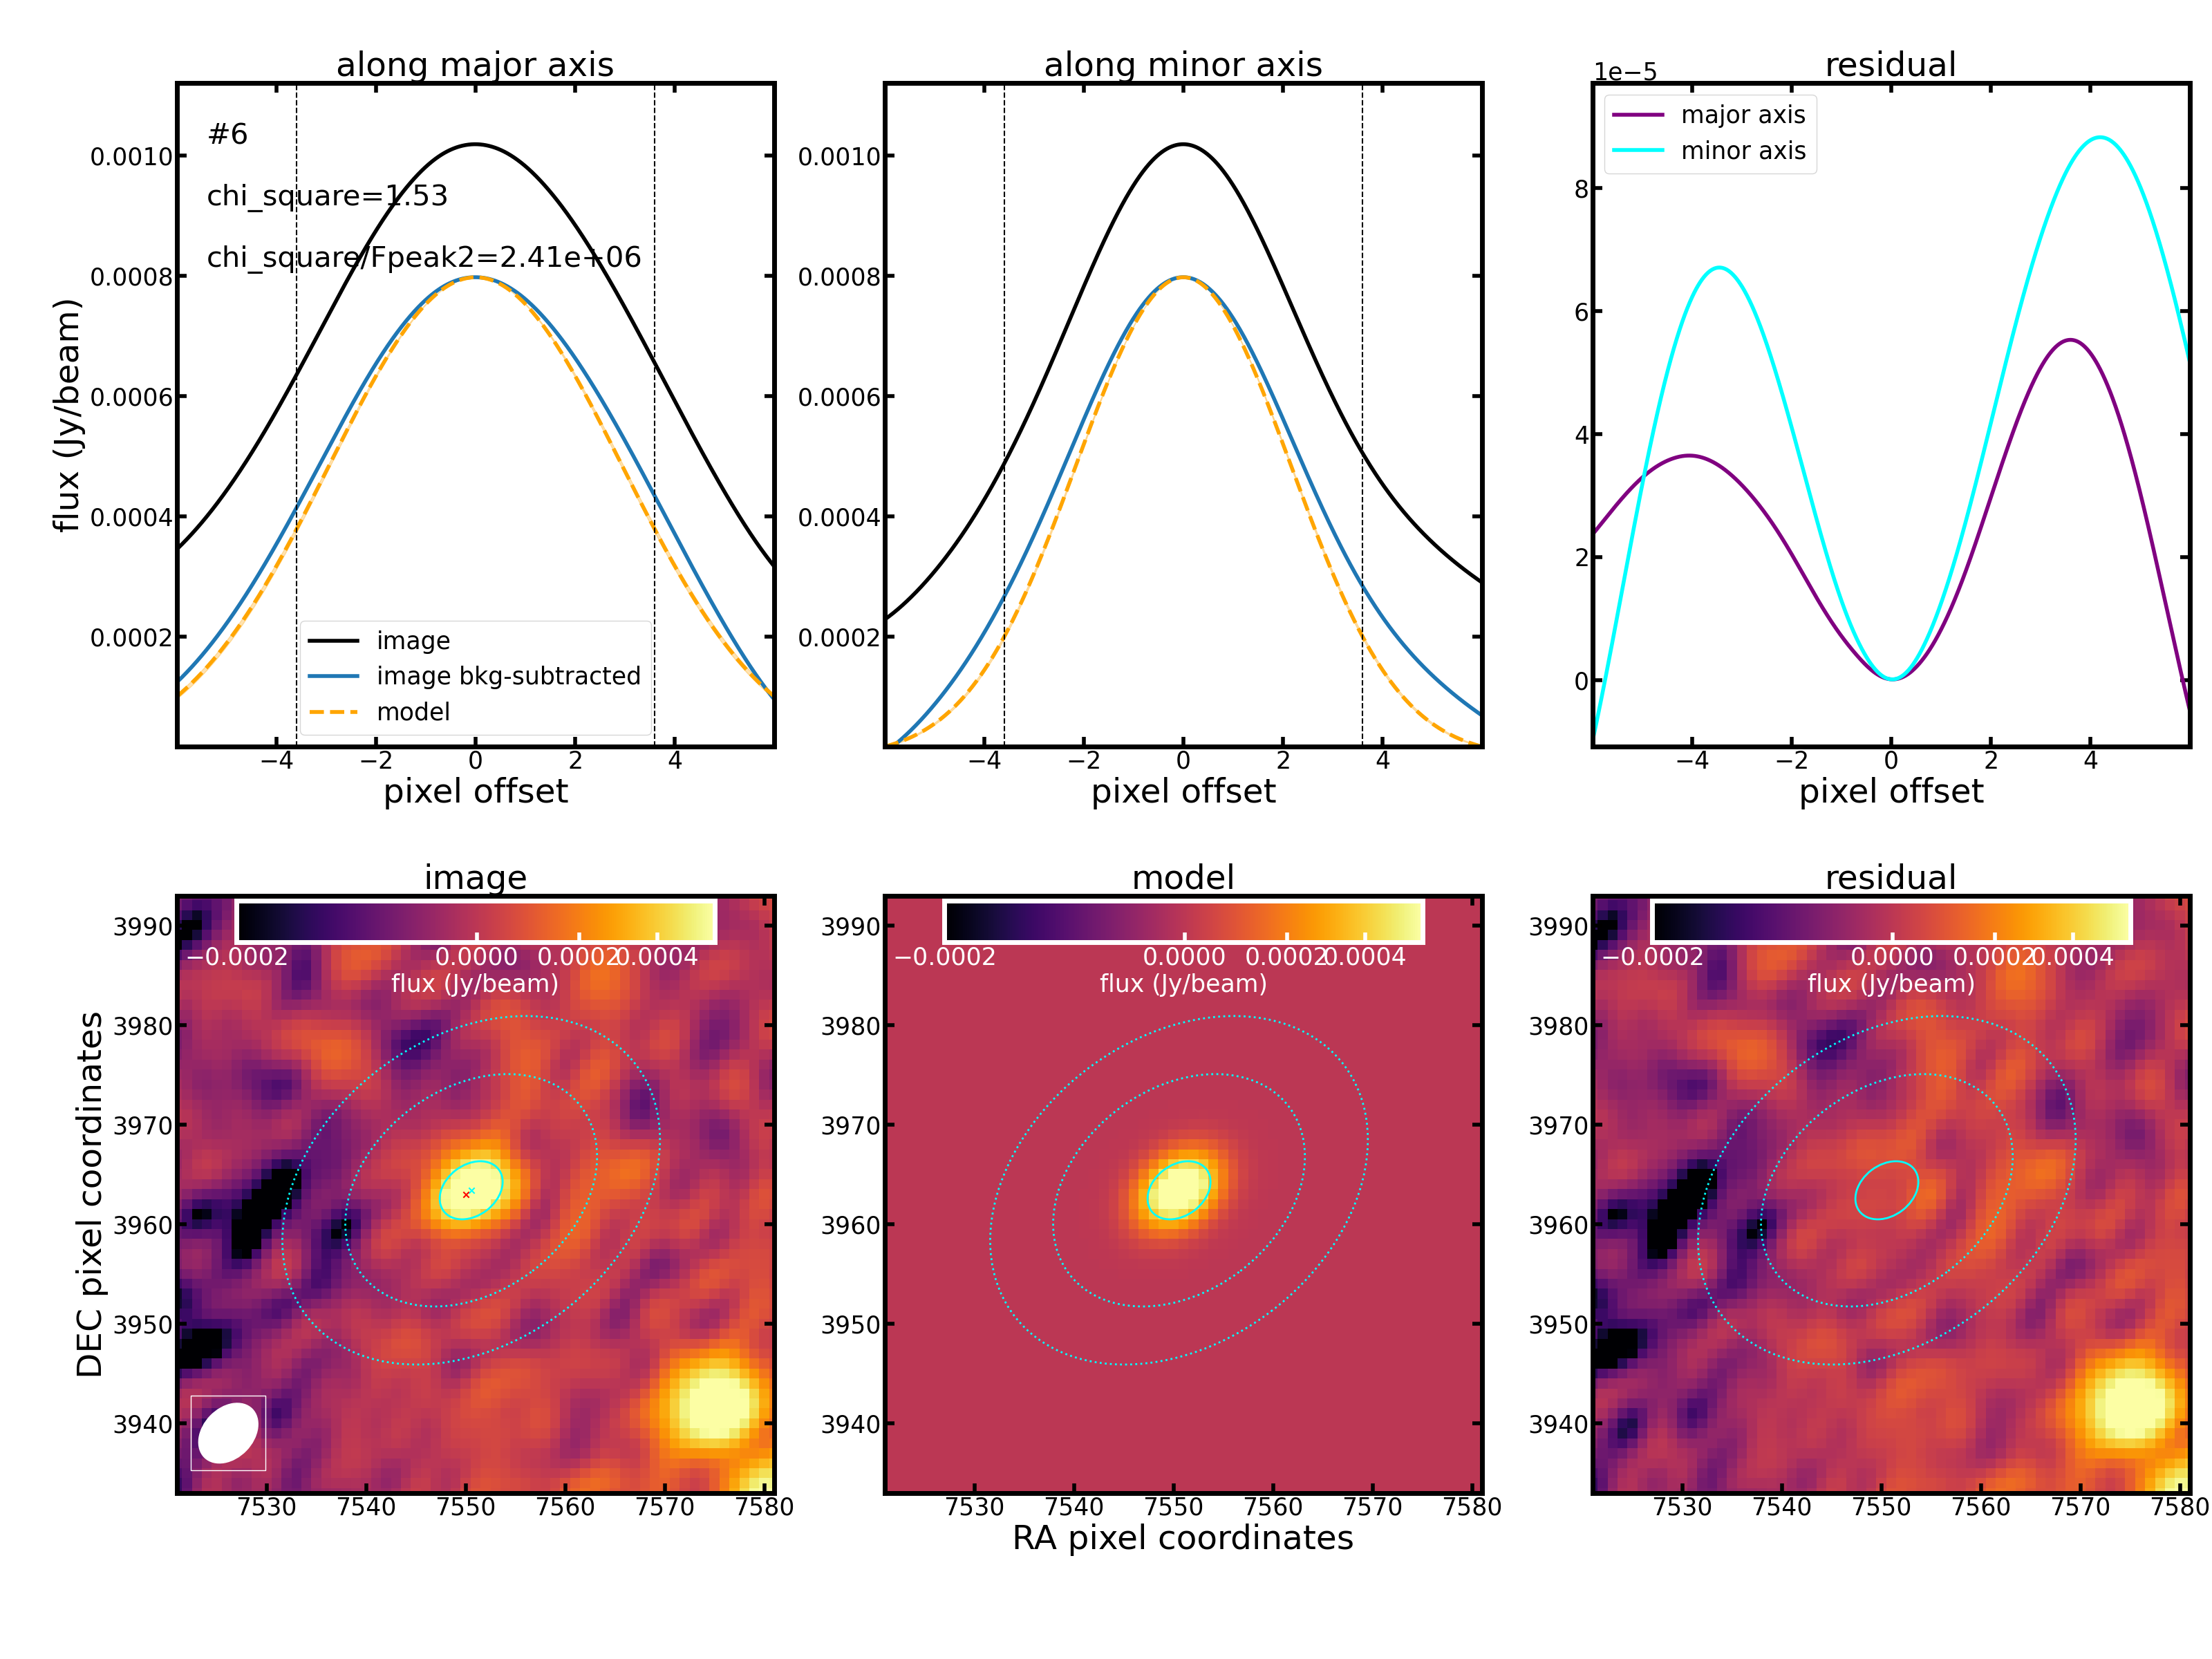 along major axis
along minor axis
residual
1e−5
#6
chi_square=1.53
chi_square/Fpeak2=2.41e+06
0.0010
0.0008
0.0006
0.0004
0.0002
flux (Jy/beam)
image
image bkg-subtracted
model
−4 −2 0 2 4
pixel offset
0.0010
0.0008
0.0006
0.0004
0.0002
−4 −2 0 2 4
pixel offset
major axis
minor axis
8
6
4
2
0
−4 −2 0 2 4
pixel offset
image
−0.0002 0.0000 0.0002 0.0004
flux (Jy/beam)
DEC pixel coordinates
3990
3980
3970
3960
3950
3940
7530 7540 7550 7560 7570 7580
model
−0.0002 0.0000 0.0002 0.0004
flux (Jy/beam)
3990
3980
3970
3960
3950
3940
7530 7540 7550 7560 7570 7580
RA pixel coordinates
residual
−0.0002 0.0000 0.0002 0.0004
flux (Jy/beam)
3990
3980
3970
3960
3950
3940
7530 7540 7550 7560 7570 7580